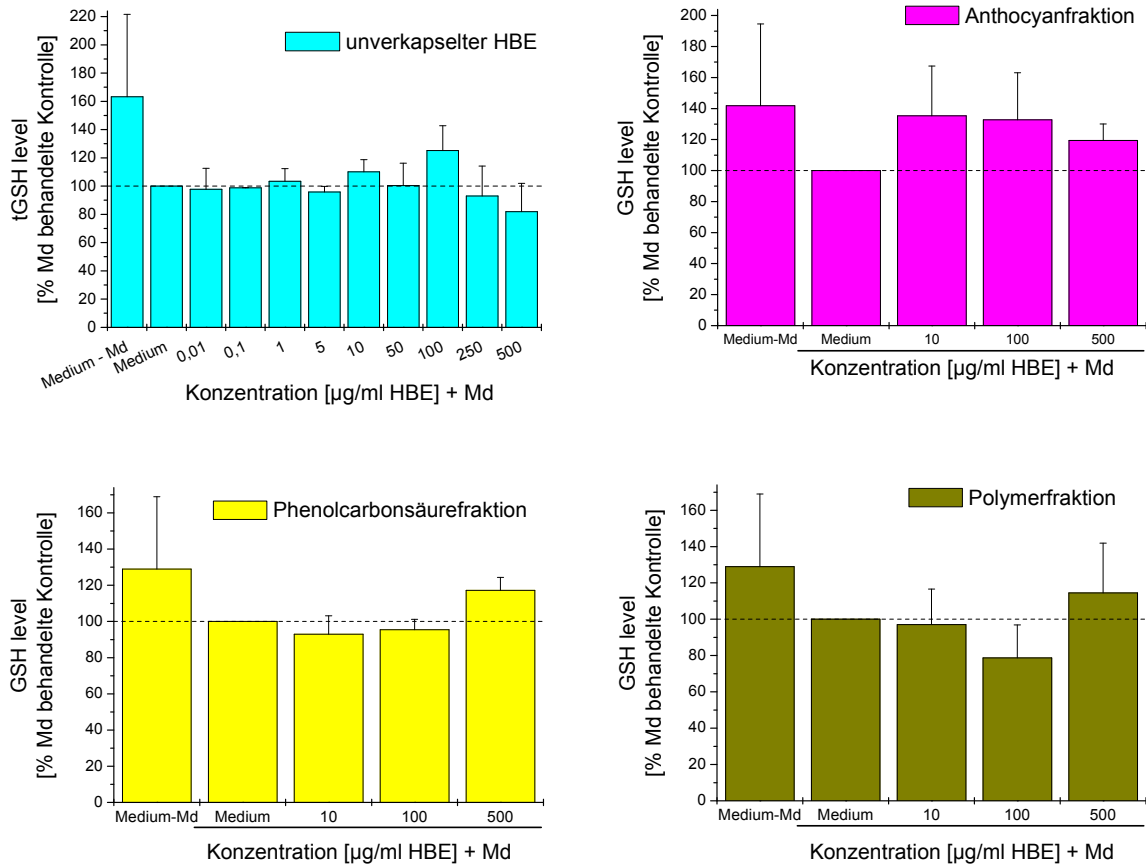 unverkapselter HBE
tGSH level
[% Md behandelte Kontrolle]
220
200
180
160
140
120
100
80
60
40
20
0
Medium - Md
Medium
0,01
0,1
1
5
10
50
100
250
500
Konzentration [µg/ml HBE] + Md
Anthocyanfraktion
GSH level
[% Md behandelte Kontrolle]
200
180
160
140
120
100
80
60
40
20
0
Medium-Md
Medium
10
100
500
Konzentration [µg/ml HBE] + Md
Phenolcarbonsäurefraktion
GSH level
[% Md behandelte Kontrolle]
160
140
120
100
80
60
40
20
0
Medium-Md
Medium
10
100
500
Konzentration [µg/ml HBE] + Md
Polymerfraktion
GSH level
[% Md behandelte Kontrolle]
160
140
120
100
80
60
40
20
0
Medium-Md
Medium
10
100
500
Konzentration [µg/ml HBE] + Md